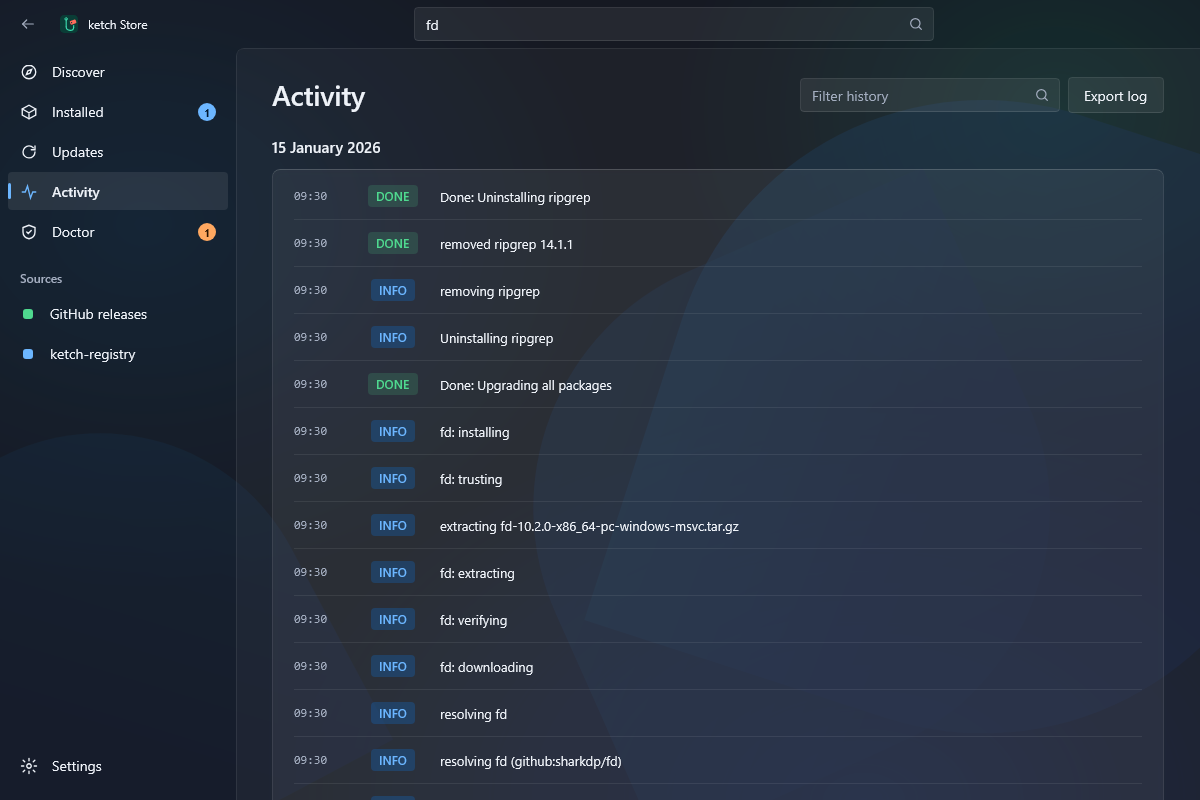 ketch Store
fd
Discover
Installed 1
Updates
Activity
Doctor 1
Sources
GitHub releases
ketch-registry
Settings
Activity
Filter history
Export log
15 January 2026
09:30 DONE Done: Uninstalling ripgrep
09:30 DONE removed ripgrep 14.1.1
09:30 INFO removing ripgrep
09:30 INFO Uninstalling ripgrep
09:30 DONE Done: Upgrading all packages
09:30 INFO fd: installing
09:30 INFO fd: trusting
09:30 INFO extracting fd-10.2.0-x86_64-pc-windows-msvc.tar.gz
09:30 INFO fd: extracting
09:30 INFO fd: verifying
09:30 INFO fd: downloading
09:30 INFO resolving fd
09:30 INFO resolving fd (github:sharkdp/fd)